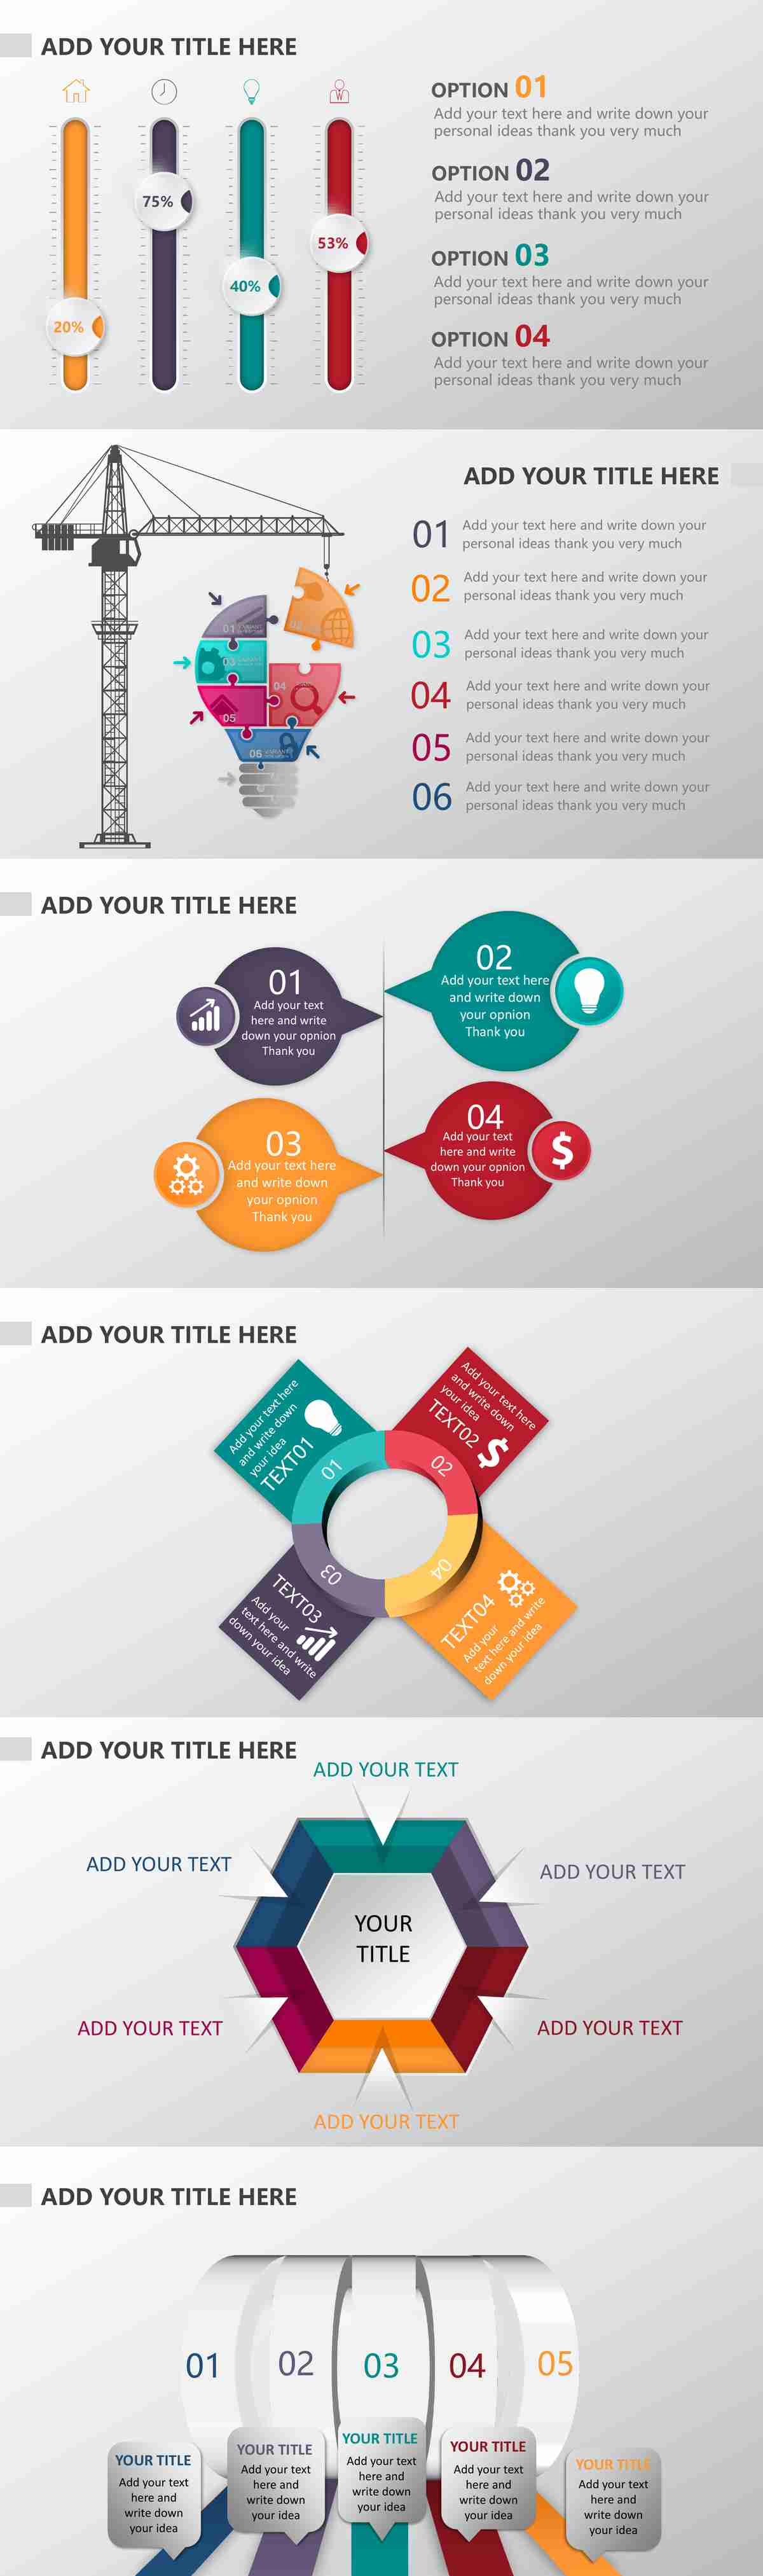 ADD YOUR TITLE HERE
75%
53%
40%
20%
OPTION 01
Add your text here and write down your
personal ideas thank you very much
OPTION 02
Add your text here and write down your
personal ideas thank you very much
OPTION 03
Add your text here and write down your
personal ideas thank you very much
OPTION 04
Add your text here and write down your
personal ideas thank you very much
ADD YOUR TITLE HERE
01
03
04
05
06
01 Add your text here and write down your
personal ideas thank you very much
02 Add your text here and write down your
personal ideas thank you very much
03 Add your text here and write down your
personal ideas thank you very much
04 Add your text here and write down your
personal ideas thank you very much
05 Add your text here and write down your
personal ideas thank you very much
06 Add your text here and write down your
personal ideas thank you very much
ADD YOUR TITLE HERE
01
Add your text
here and write
down your opnion
Thank you
02
Add your text here
and write down
your opnion
Thank you
03
Add your text here
and write down
your opnion
Thank you
04
Add your text
here and write
down your opnion
Thank you
$
ADD YOUR TITLE HERE
Add your text here
and write down
your idea
TEXT01
01
Add your text here
and write down
your idea
TEXT02
$
02
03
TEXT03
Add your
text here and write
down your idea
04
TEXT04
Add your
text here and write
down your idea
ADD YOUR TITLE HERE
ADD YOUR TEXT
ADD YOUR TEXT
ADD YOUR TEXT
YOUR
TITLE
ADD YOUR TEXT
ADD YOUR TEXT
ADD YOUR TEXT
ADD YOUR TITLE HERE
01
02
03
04
05
YOUR TITLE
Add your text
here and
write down
your idea
YOUR TITLE
Add your text
here and
write down
your idea
YOUR TITLE
Add your text
here and
write down
your idea
YOUR TITLE
Add your text
here and
write down
your idea
YOUR TITLE
Add your text
here and
write down
your idea